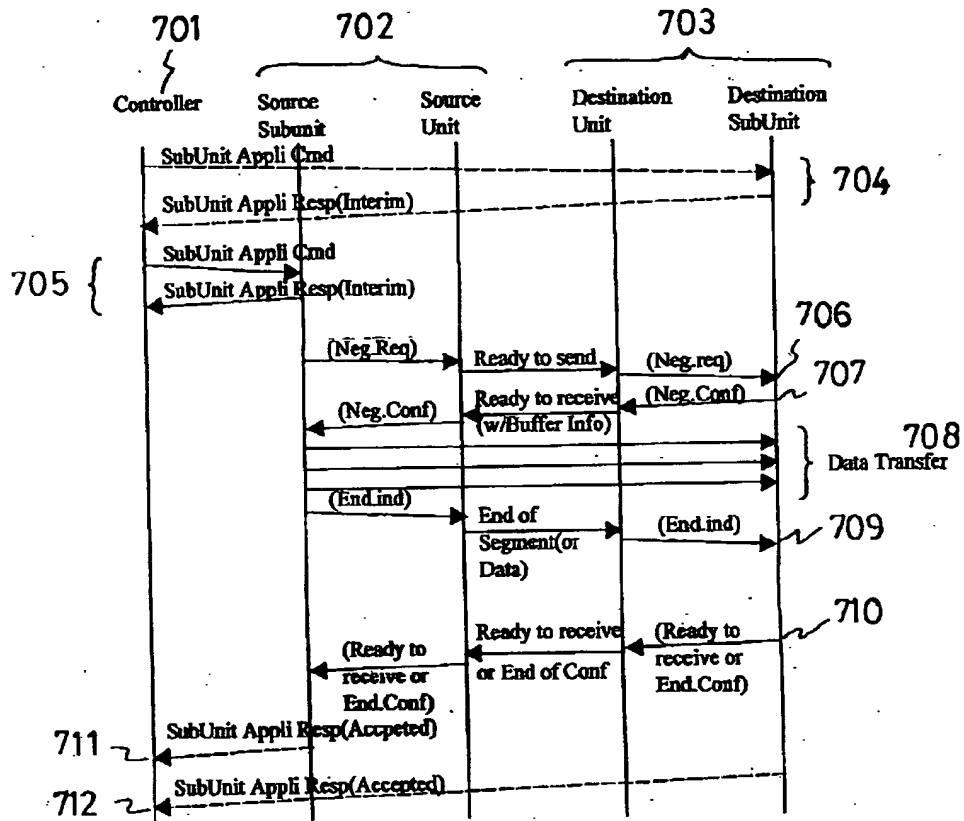 701
702
703
Controller
Source
Subunit
Source
Unit
Destination
Unit
Destination
SubUnit
SubUnit Appli Cmd
704
SubUnit Appli Resp(Interim)
705
SubUnit Appli Cmd
SubUnit Appli Resp(Interim)
706
(Neg.Req)
Ready to send
(Neg.req)
707
(Neg.Conf)
Ready to receive
(w/Buffer Info)
(Neg.Conf)
708
Data Transfer
(End.ind)
End of
Segment(or
Data)
(End.ind)
709
710
(Ready to
receive or
End.Conf)
Ready to receive
or End of Conf
(Ready to
receive or
End.Conf)
711
SubUnit Appli Resp(Accpeted)
712
SubUnit Appli Resp(Accepted)